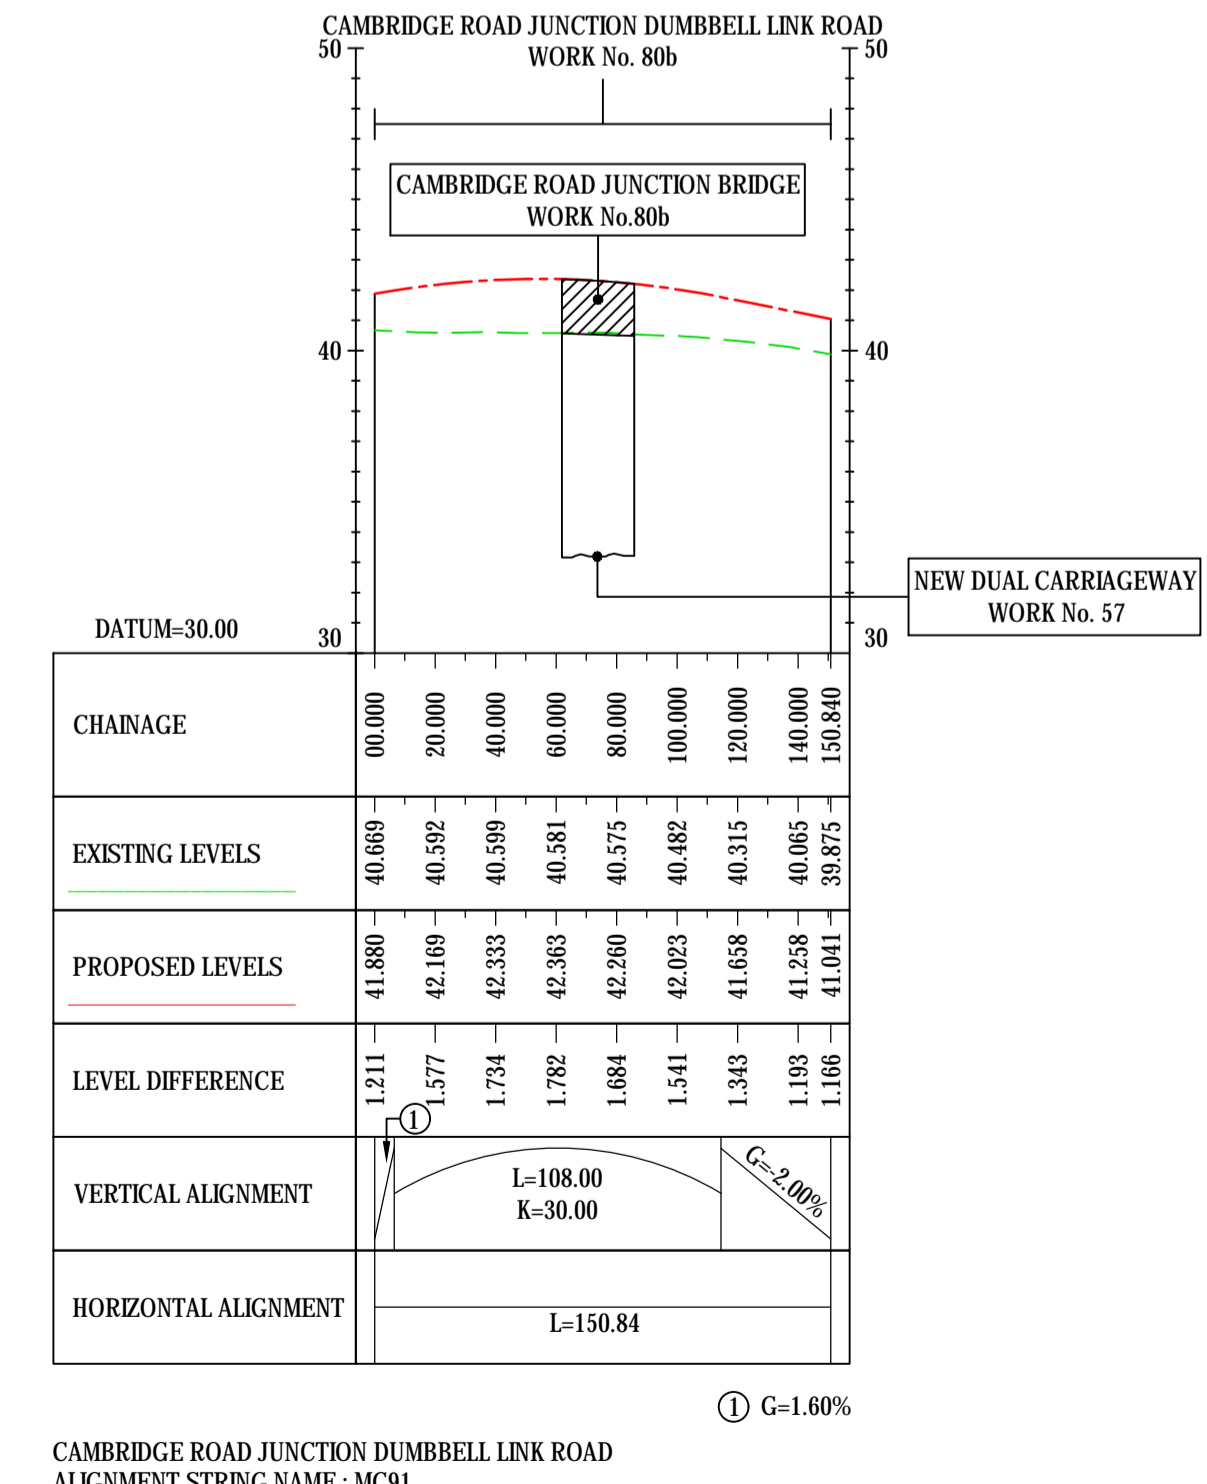 CAMBRIDGE ROAD JUNCTION DUMBBELL LINK ROAD
WORK No. 80b
50
50
CAMBRIDGE ROAD JUNCTION BRIDGE
WORK No.80b
40
40
NEW DUAL CARRIAGEWAY
WORK No. 57
DATUM=30.00
30
30
CHAINAGE
00.000 20.000 40.000 60.000 80.000 100.000 120.000 140.000 150.840
EXISTING LEVELS
40.669 40.592 40.599 40.581 40.575 40.482 40.315 40.065 39.875
PROPOSED LEVELS
41.880 42.169 42.333 42.363 42.260 42.023 41.658 41.258 41.041
LEVEL DIFFERENCE
1.211 1.577 1.734 1.782 1.684 1.541 1.343 1.193 1.166
1
VERTICAL ALIGNMENT
L=108.00
K=30.00
G=-2.00%
HORIZONTAL ALIGNMENT
L=150.84
1 G=1.60%
CAMBRIDGE ROAD JUNCTION DUMBBELL LINK ROAD
ALIGNMENT STRING NAME : MC91